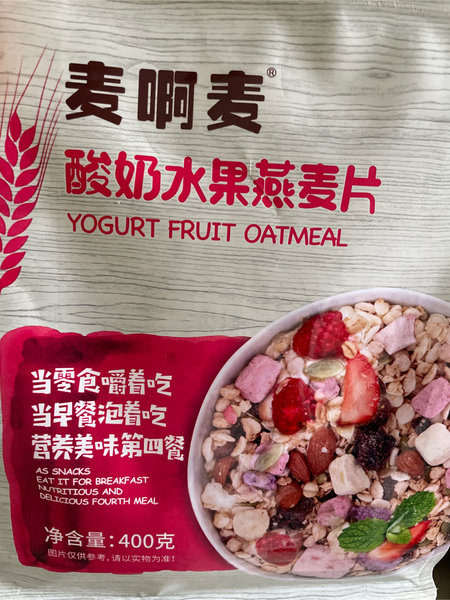 麦啊麦®
酸奶水果燕麦片
YOGURT FRUIT OATMEAL
当零食嚼着吃
当早餐泡着吃
营养美味第四餐
AS SNACKS
EAT IT FOR BREAKFAST
NUTRITIOUS AND
DELICIOUS FOURTH MEAL
净含量:400克
图片仅供参考,请以实物为准!